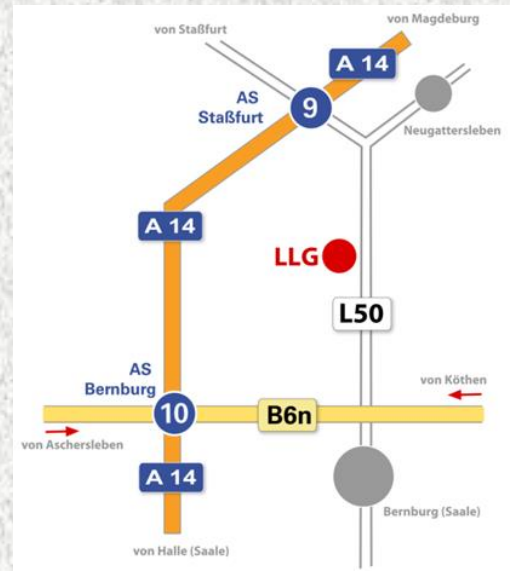 von Magdeburg
von Staßfurt
A 14
AS
Staßfurt
9
Neugattersleben
A 14
LLG
L50
AS
Bernburg
von Köthen
10
B6n
von Aschersleben
A 14
Bernburg (Saale)
von Halle (Saale)